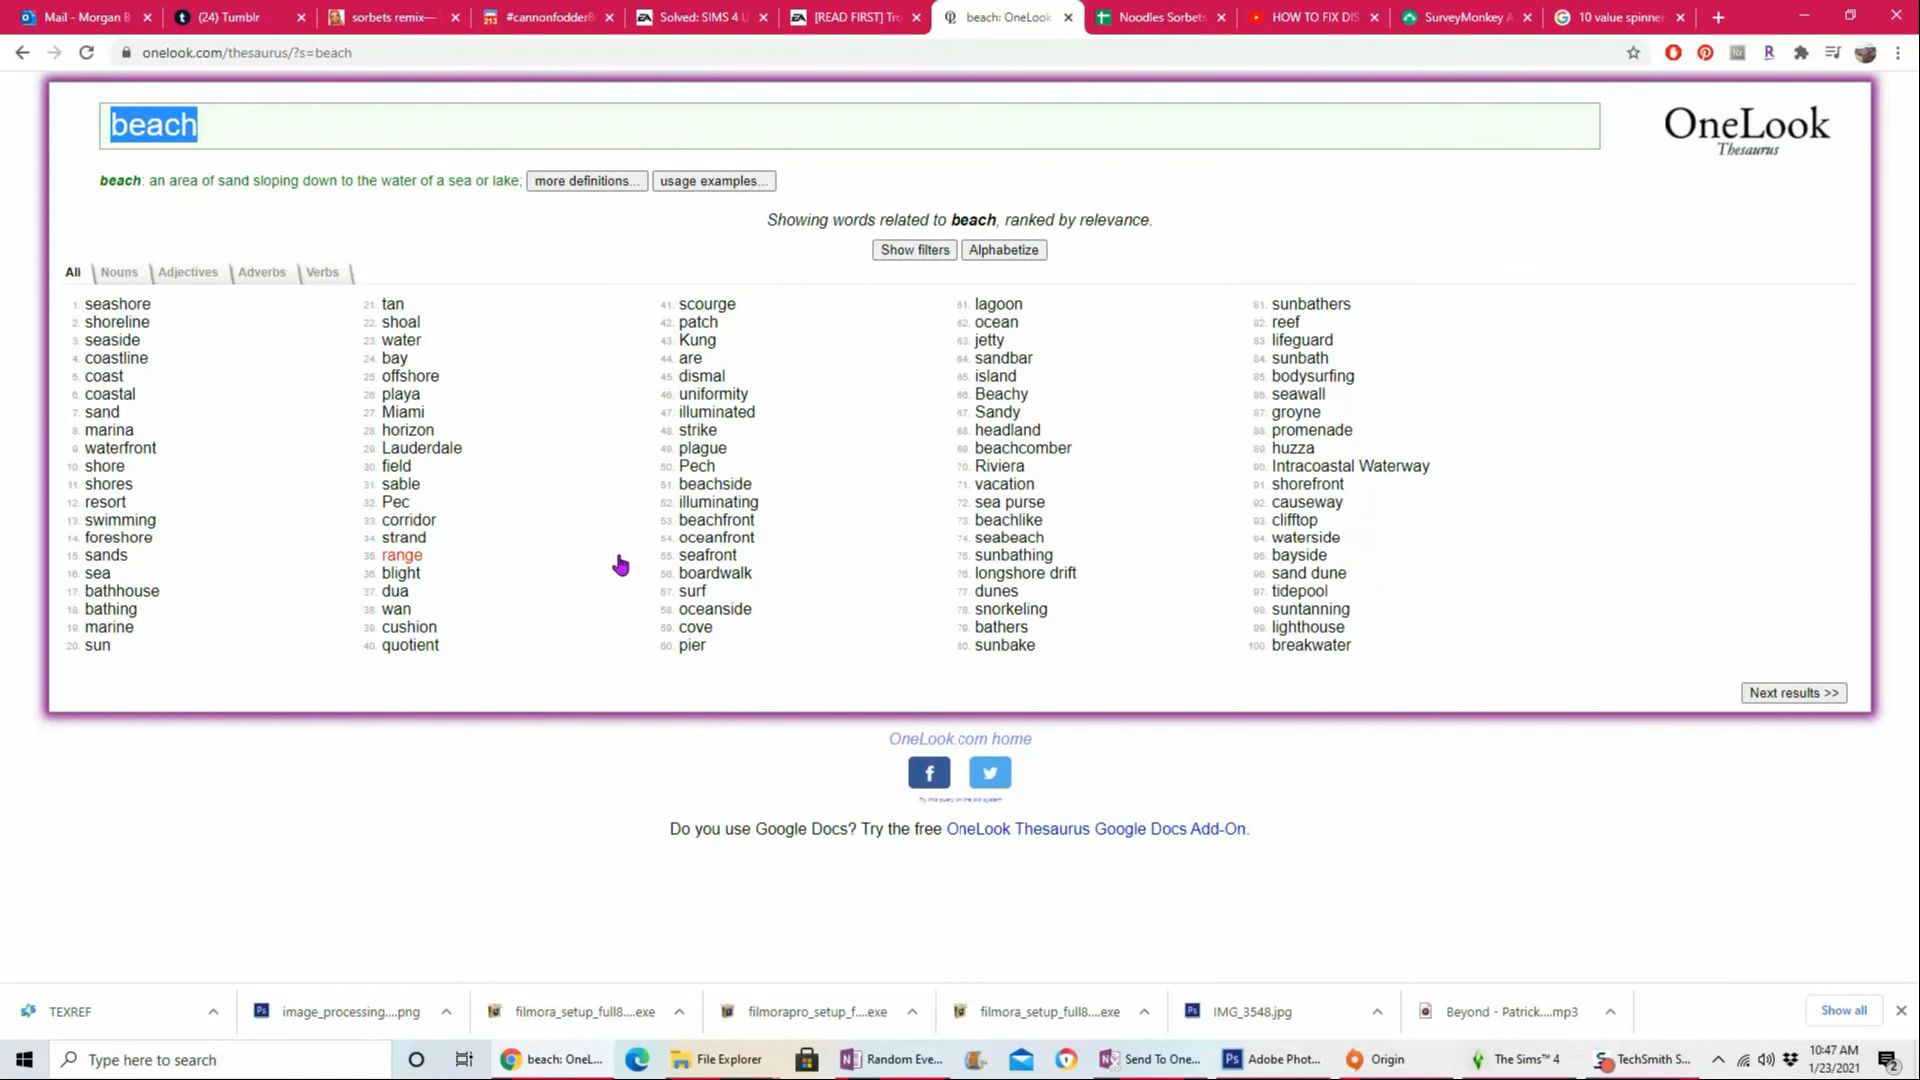 Mail - Morgan B (24) Tumblr sorbets remix— #cannonfodder& Solved: SIMS 4 U [READ FIRST] Tro beach: OneLook Noodles Sorbets HOW TO FIX DIS SurveyMonkey A 10 value spinner
onelook.com/thesaurus/?s=beach
beach
OneLook
Thesaurus
beach: an area of sand sloping down to the water of a sea or lake; more definitions... usage examples...
Showing words related to beach, ranked by relevance.
Show filters Alphabetize
All Nouns Adjectives Adverbs Verbs
1. seashore 21. tan 41. scourge 61. lagoon 81. sunbathers
2. shoreline 22. shoal 42. patch 62. ocean 82. reef
3. seaside 23. water 43. Kung 63. jetty 83. lifeguard
4. coastline 24. bay 44. are 64. sandbar 84. sunbath
5. coast 25. offshore 45. dismal 65. island 85. bodysurfing
6. coastal 26. playa 46. uniformity 66. Beachy 86. seawall
7. sand 27. Miami 47. illuminated 67. Sandy 87. groyne
8. marina 28. horizon 48. strike 68. headland 88. promenade
9. waterfront 29. Lauderdale 49. plague 69. beachcomber 89. huzza
10. shore 30. field 50. Pech 70. Riviera 90. Intracoastal Waterway
11. shores 31. sable 51. beachside 71. vacation 91. shorefront
12. resort 32. Pec 52. illuminating 72. sea purse 92. causeway
13. swimming 33. corridor 53. beachfront 73. beachlike 93. clifftop
14. foreshore 34. strand 54. oceanfront 74. seabeach 94. waterside
15. sands 35. range 55. seafront 75. sunbathing 95. bayside
16. sea 36. blight 56. boardwalk 76. longshore drift 96. sand dune
17. bathhouse 37. dua 57. surf 77. dunes 97. tidepool
18. bathing 38. wan 58. oceanside 78. snorkeling 98. suntanning
19. marine 39. cushion 59. cove 79. bathers 99. lighthouse
20. sun 40. quotient 60. pier 80. sunbake 100. breakwater
Next results >>
OneLook.com home
Try this query on the old system
Do you use Google Docs? Try the free OneLook Thesaurus Google Docs Add-On.
TEXREF image_processing....png filmora_setup_full8....exe filmorapro_setup_f....exe filmora_setup_full8....exe IMG_3548.jpg Beyond - Patrick....mp3 Show all
Type here to search beach: OneL... File Explorer Random Eve... Send To One... Adobe Phot... Origin The Sims™ 4 TechSmith S... 10:47 AM
1/23/2021 2